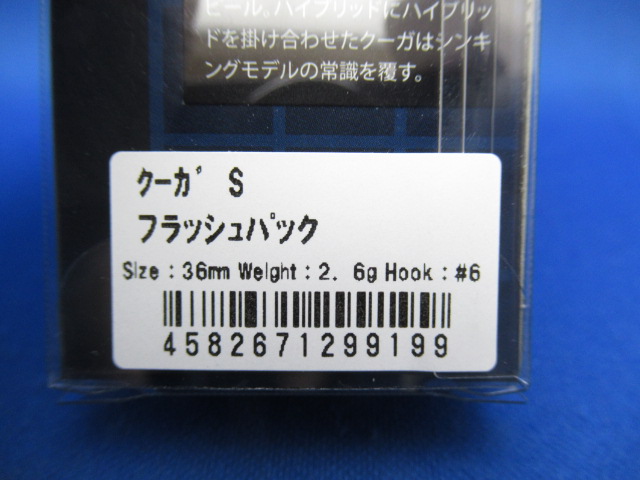 ピール。ハイブリッドにハイブリッ
ドを掛け合わせたクーガはシンキ
ングモデルの常識を覆す。
クーガ S
フラッシュパック
Size : 36mm Weight : 2. 6g Hook : #6
4582671299199